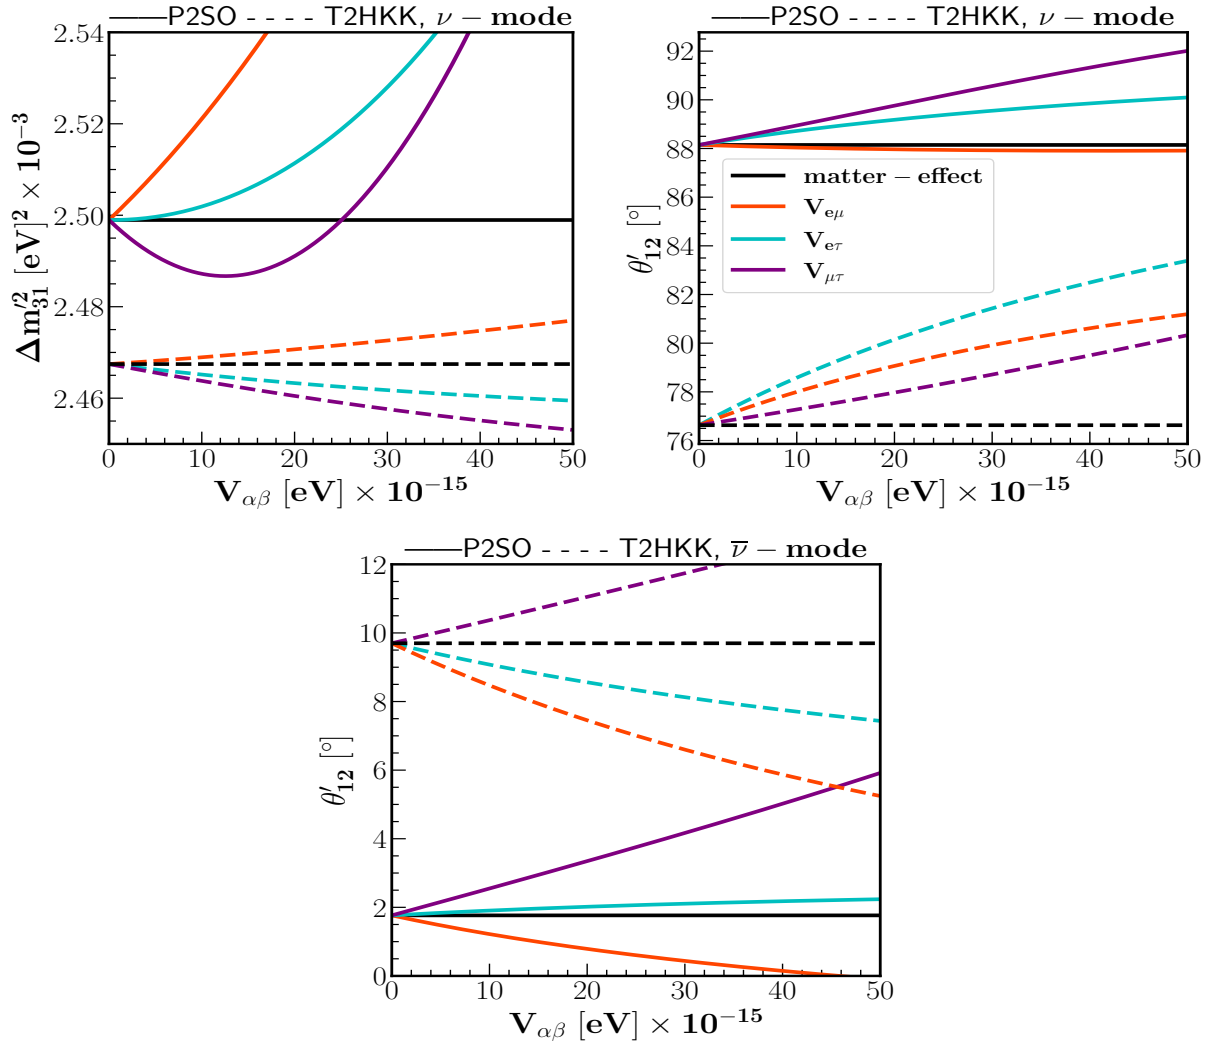 ——P2SO - - - - T2HKK, ν − mode
2.54
2.52
2.50
2.48
2.46
Δm′²₃₁ [eV]² × 10⁻³
0 10 20 30 40 50
V_αβ [eV] × 10⁻¹⁵
——P2SO - - - - T2HKK, ν − mode
92
90
88
86
84
82
80
78
76
θ′₁₂ [°]
matter − effect
V_eμ
V_eτ
V_μτ
0 10 20 30 40 50
V_αβ [eV] × 10⁻¹⁵
——P2SO - - - - T2HKK, ν̅ − mode
12
10
8
6
4
2
0
θ′₁₂ [°]
0 10 20 30 40 50
V_αβ [eV] × 10⁻¹⁵